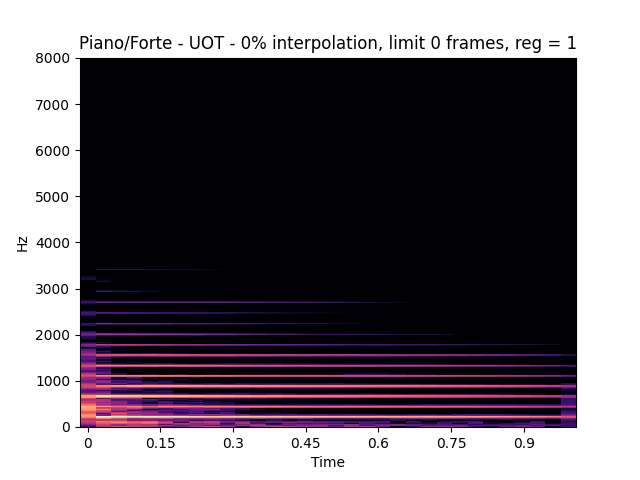 Piano/Forte - UOT - 0% interpolation, limit 0 frames, reg = 1
8000
7000
6000
5000
4000
3000
2000
1000
0
Hz
0 0.15 0.3 0.45 0.6 0.75 0.9
Time